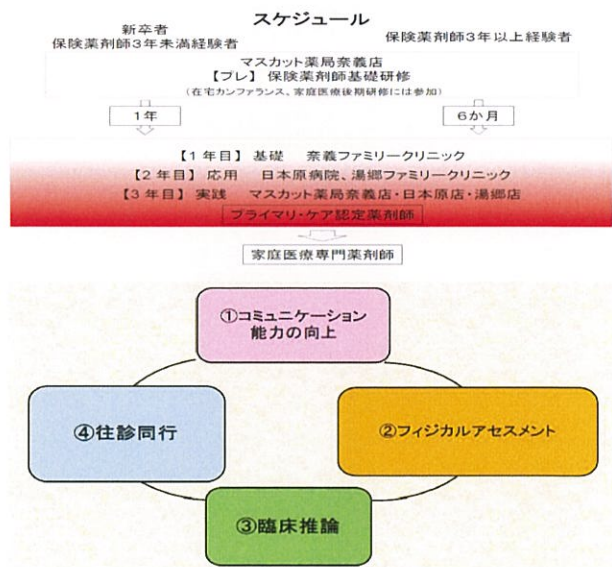 スケジュール
新卒者
保険薬剤師3年未満経験者
保険薬剤師3年以上経験者
マスカット薬局奈義店
【プレ】保険薬剤師基礎研修
(在宅カンファランス、家庭医療後期研修には参加)
1年
6か月
【1年目】 基礎 奈義ファミリークリニック
【2年目】 応用 日本原病院、湯郷ファミリークリニック
【3年目】 実践 マスカット薬局奈義店・日本原店・湯郷店
プライマリ・ケア認定薬剤師
家庭医療専門薬剤師
①コミュニケーション
能力の向上
④往診同行
②フィジカルアセスメント
③臨床推論